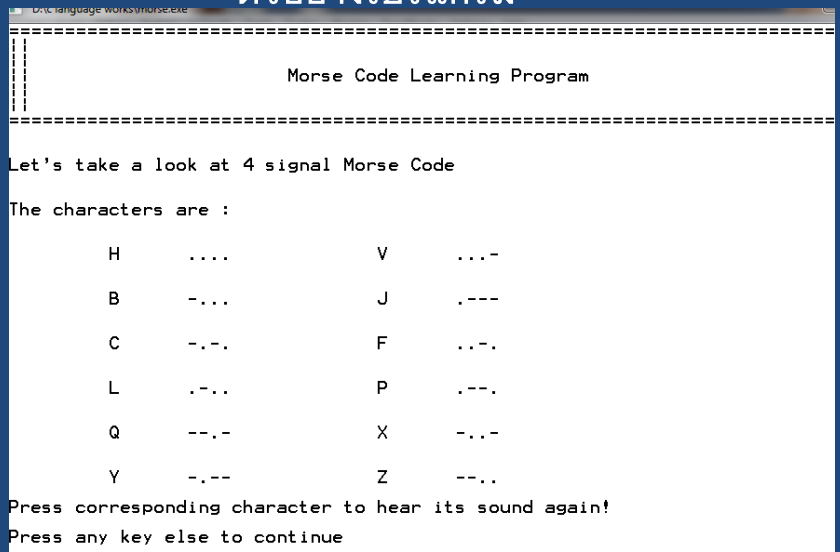 D:\c language works\morse.exe
Morse Code Learning Program
Let's take a look at 4 signal Morse Code
The characters are :
H .... V ...-
B -... J .---
C -.-. F ..-.
L .-.. P .--.
Q --.- X -..-
Y -.-- Z --..
Press corresponding character to hear its sound again!
Press any key else to continue